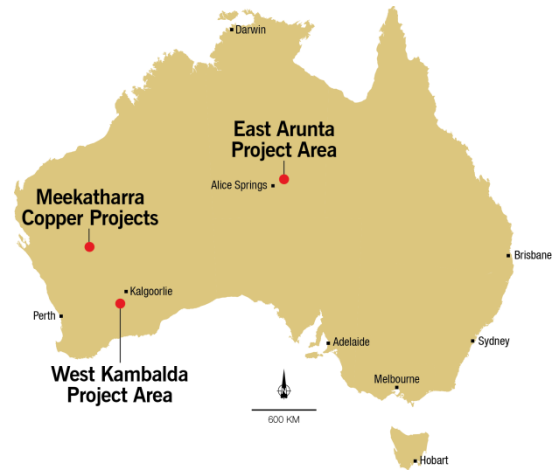 Darwin
East Arunta
Project Area
Alice Springs
Meekatharra
Copper Projects
Brisbane
Kalgoorlie
Perth
Adelaide
Sydney
West Kambalda
Project Area
Melbourne
N
600 KM
Hobart